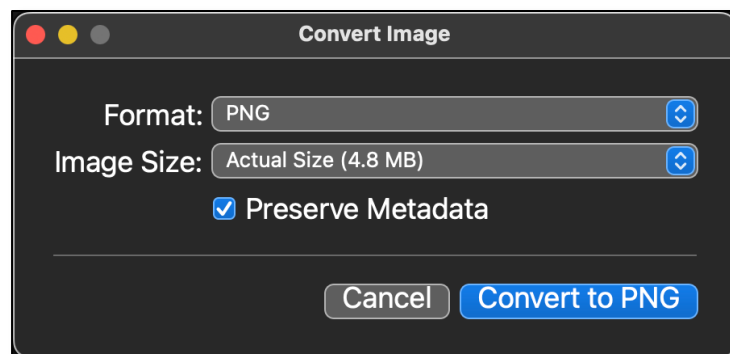 Convert Image
Format: PNG
Image Size: Actual Size (4.8 MB)
Preserve Metadata
Cancel Convert to PNG